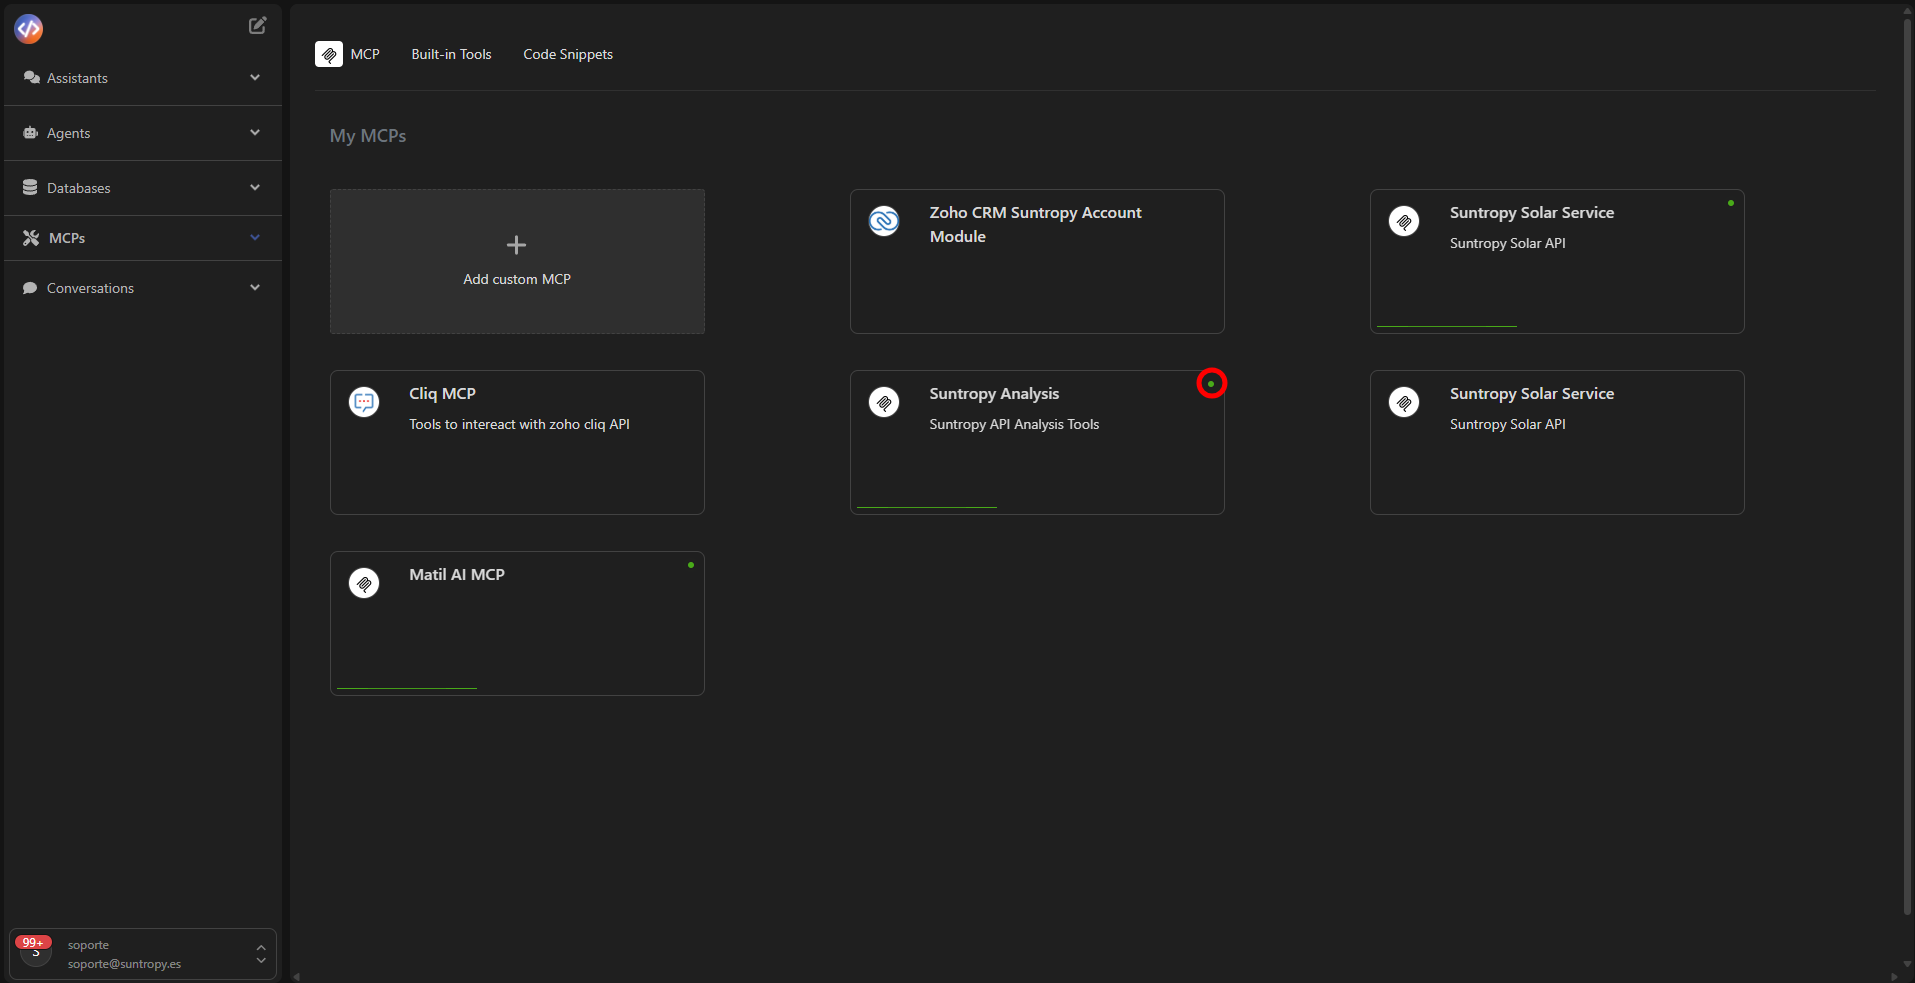 Assistants
Agents
Databases
MCPs
Conversations
99+
S
soporte
soporte@suntropy.es
MCP
Built-in Tools
Code Snippets
My MCPs
Add custom MCP
Zoho CRM Suntropy Account
Module
Suntropy Solar Service
Suntropy Solar API
Cliq MCP
Tools to intereact with zoho cliq API
Suntropy Analysis
Suntropy API Analysis Tools
Suntropy Solar Service
Suntropy Solar API
Matil AI MCP